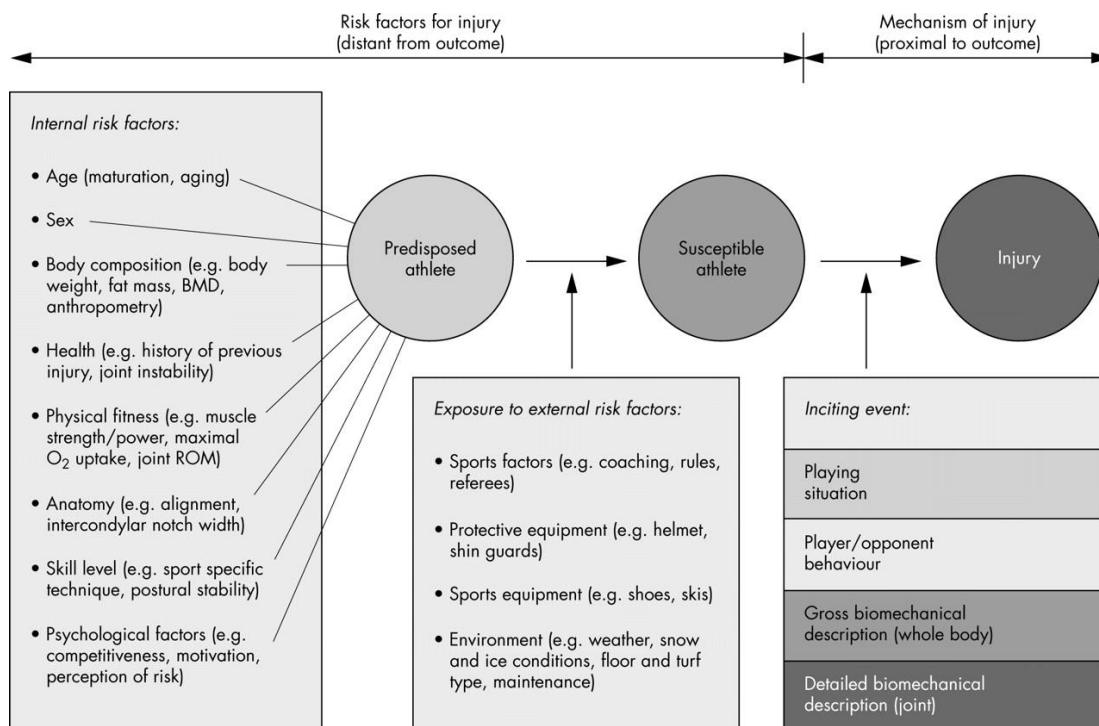 Risk factors for injury
(distant from outcome)
Mechanism of injury
(proximal to outcome)
Internal risk factors:
• Age (maturation, aging)
• Sex
• Body composition (e.g. body
weight, fat mass, BMD,
anthropometry)
• Health (e.g. history of previous
injury, joint instability)
• Physical fitness (e.g. muscle
strength/power, maximal
O₂ uptake, joint ROM)
• Anatomy (e.g. alignment,
intercondylar notch width)
• Skill level (e.g. sport specific
technique, postural stability)
• Psychological factors (e.g.
competitiveness, motivation,
perception of risk)
Predisposed
athlete
Susceptible
athlete
Injury
Exposure to external risk factors:
• Sports factors (e.g. coaching, rules,
referees)
• Protective equipment (e.g. helmet,
shin guards)
• Sports equipment (e.g. shoes, skis)
• Environment (e.g. weather, snow
and ice conditions, floor and turf
type, maintenance)
Inciting event:
Playing
situation
Player/opponent
behaviour
Gross biomechanical
description (whole body)
Detailed biomechanical
description (joint)